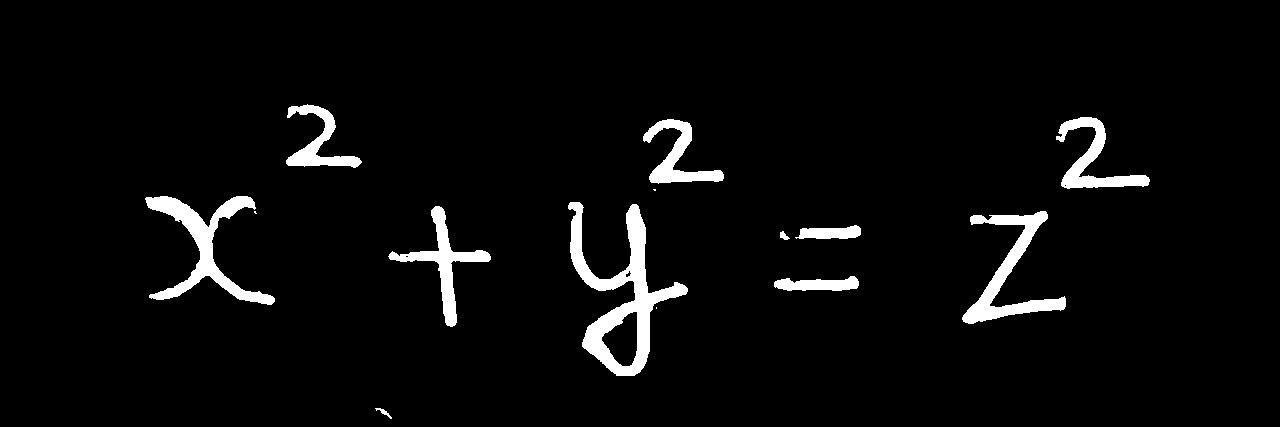 x² + y² = z²